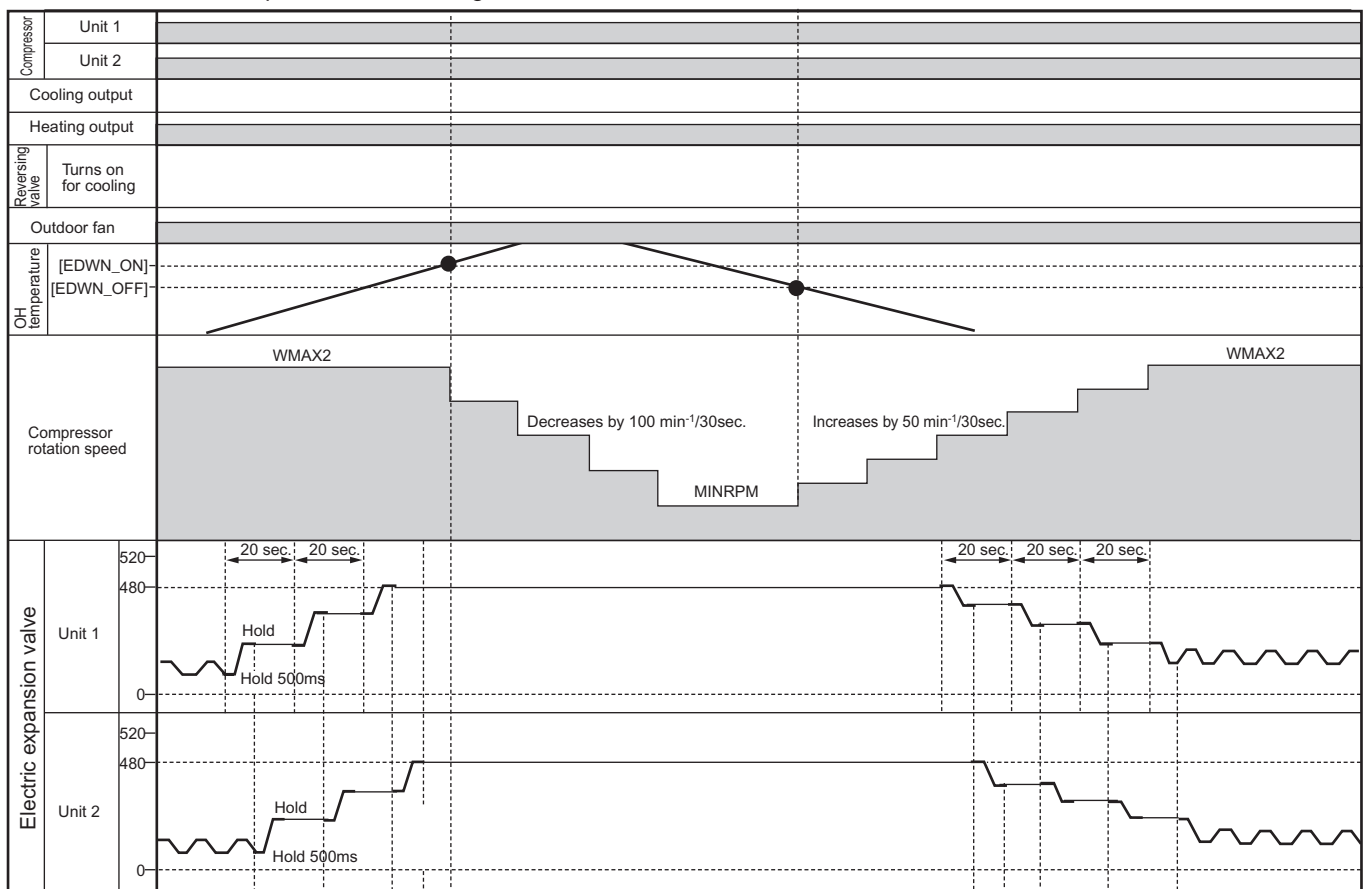 Compressor
Unit 1
Unit 2
Cooling output
Heating output
Reversing
valve
Turns on
for cooling
Outdoor fan
OH
temperature
[EDWN_ON]
[EDWN_OFF]
Compressor
rotation speed
WMAX2
WMAX2
Decreases by 100 min-1/30sec.
Increases by 50 min-1/30sec.
MINRPM
Electric expansion valve
Unit 1
520
480
0
20 sec.
20 sec.
20 sec.
20 sec.
20 sec.
Hold
Hold 500ms
Unit 2
520
480
0
Hold
Hold 500ms